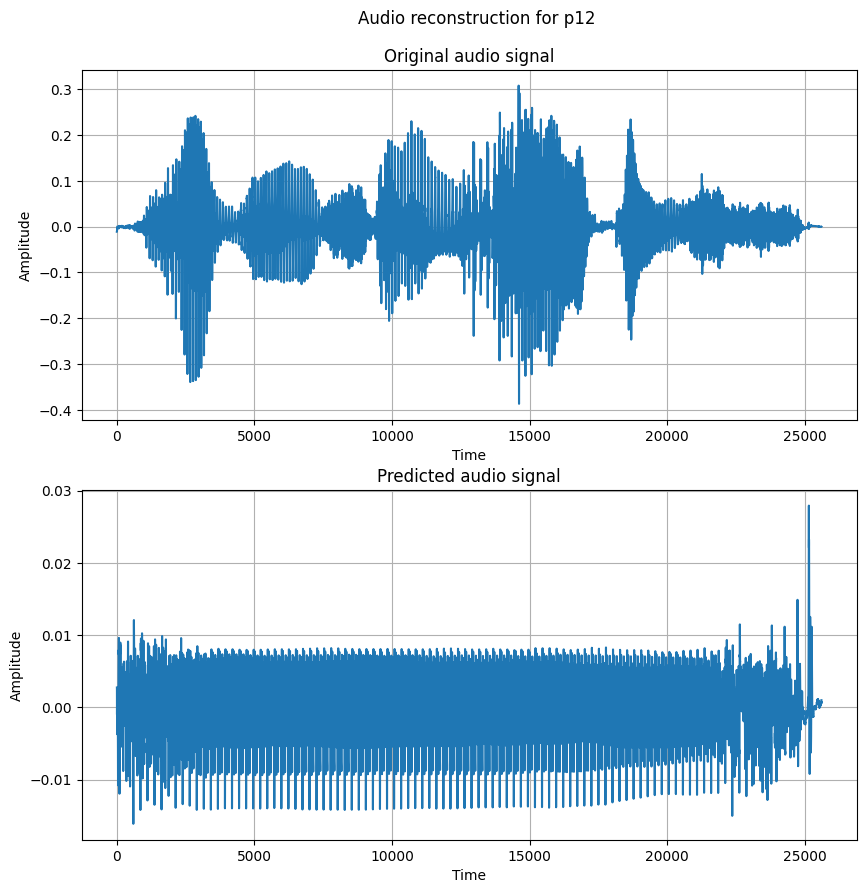 Audio reconstruction for p12
Original audio signal
0.3
0.2
0.1
0.0
−0.1
−0.2
−0.3
−0.4
Amplitude
0 5000 10000 15000 20000 25000
Time
Predicted audio signal
0.03
0.02
0.01
0.00
−0.01
Amplitude
0 5000 10000 15000 20000 25000
Time